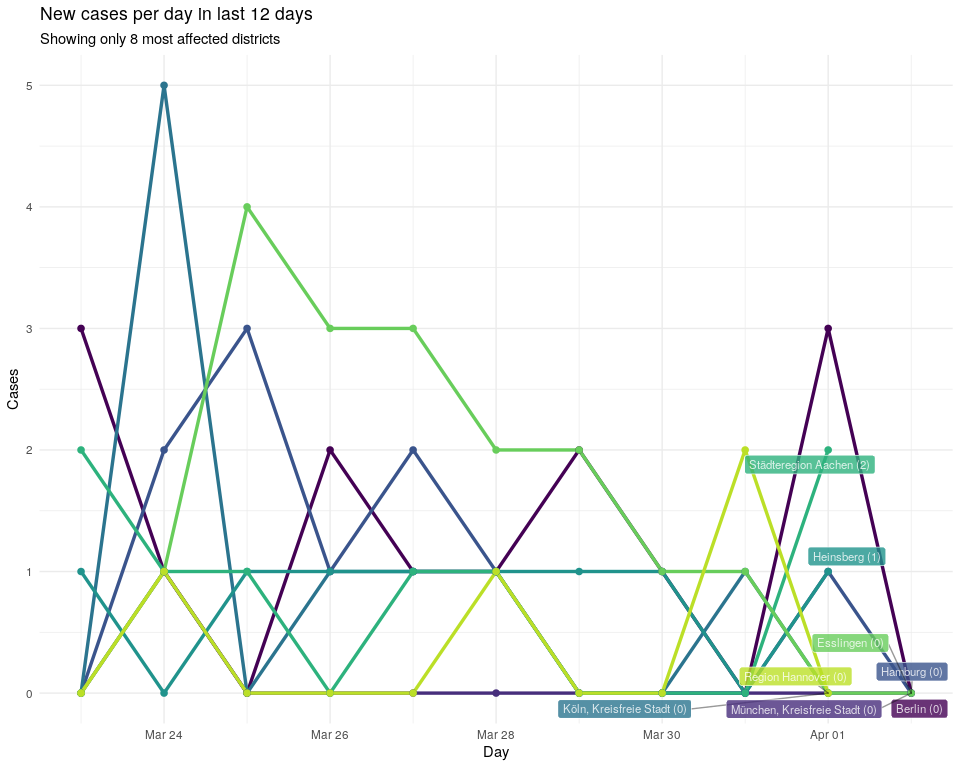 New cases per day in last 12 days
Showing only 8 most affected districts
Cases
5
4
3
2
1
0
Städteregion Aachen (2)
Heinsberg (1)
Esslingen (0)
Hamburg (0)
Region Hannover (0)
Köln, Kreisfreie Stadt (0)
München, Kreisfreie Stadt (0)
Berlin (0)
Mar 24
Mar 26
Mar 28
Mar 30
Apr 01
Day